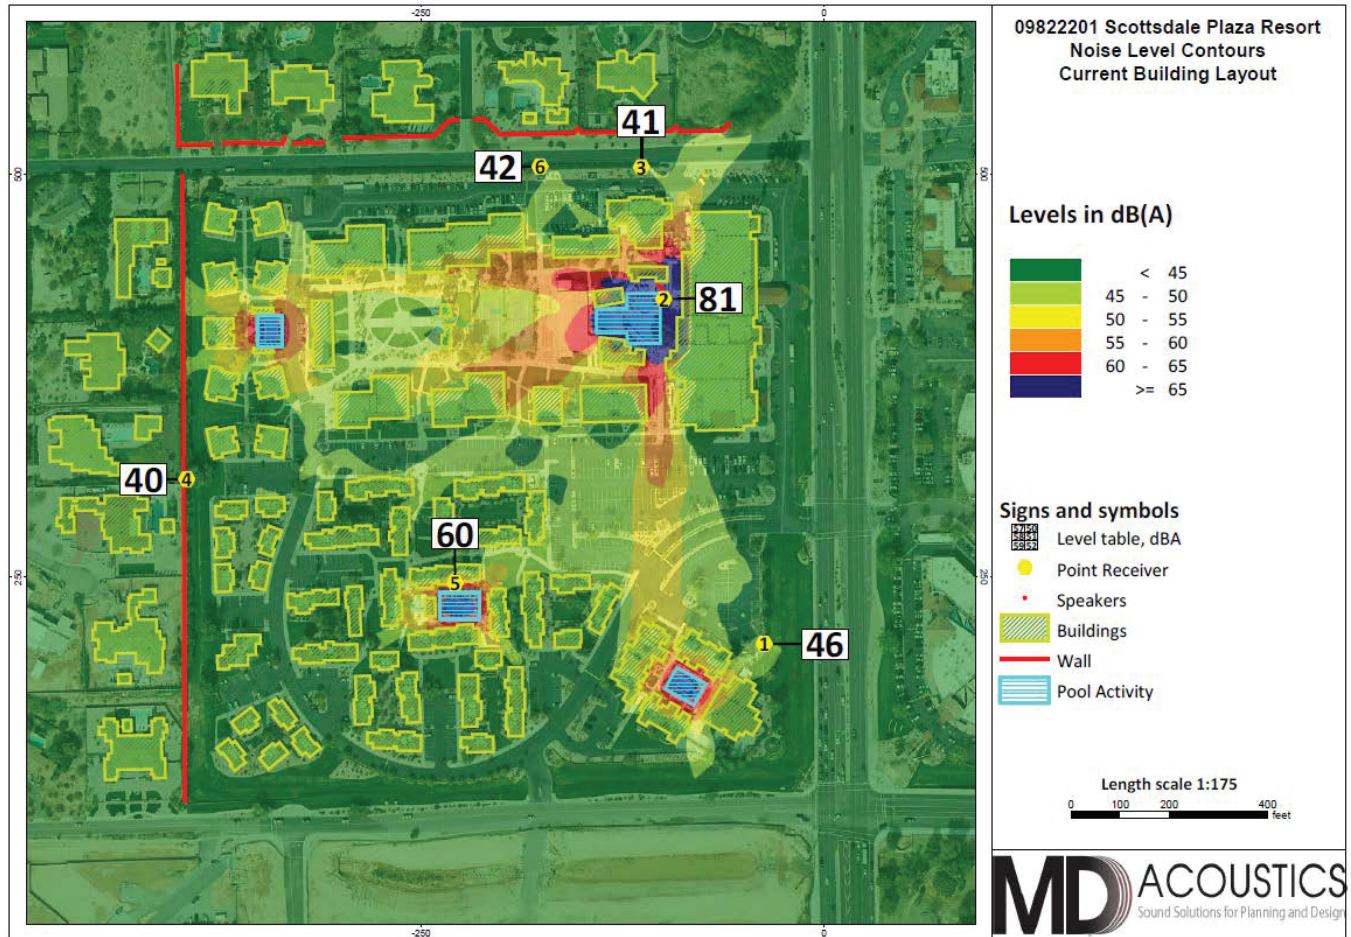 -250
0
09822201 Scottsdale Plaza Resort
Noise Level Contours
Current Building Layout
41
42
6
3
500
500
Levels in dB(A)
< 45
45 - 50
50 - 55
55 - 60
60 - 65
>= 65
2
81
40
4
60
5
250
250
1
46
Signs and symbols
Level table, dBA
Point Receiver
Speakers
Buildings
Wall
Pool Activity
Length scale 1:175
0 100 200 400
feet
-250
0
MD ACOUSTICS
Sound Solutions for Planning and Design